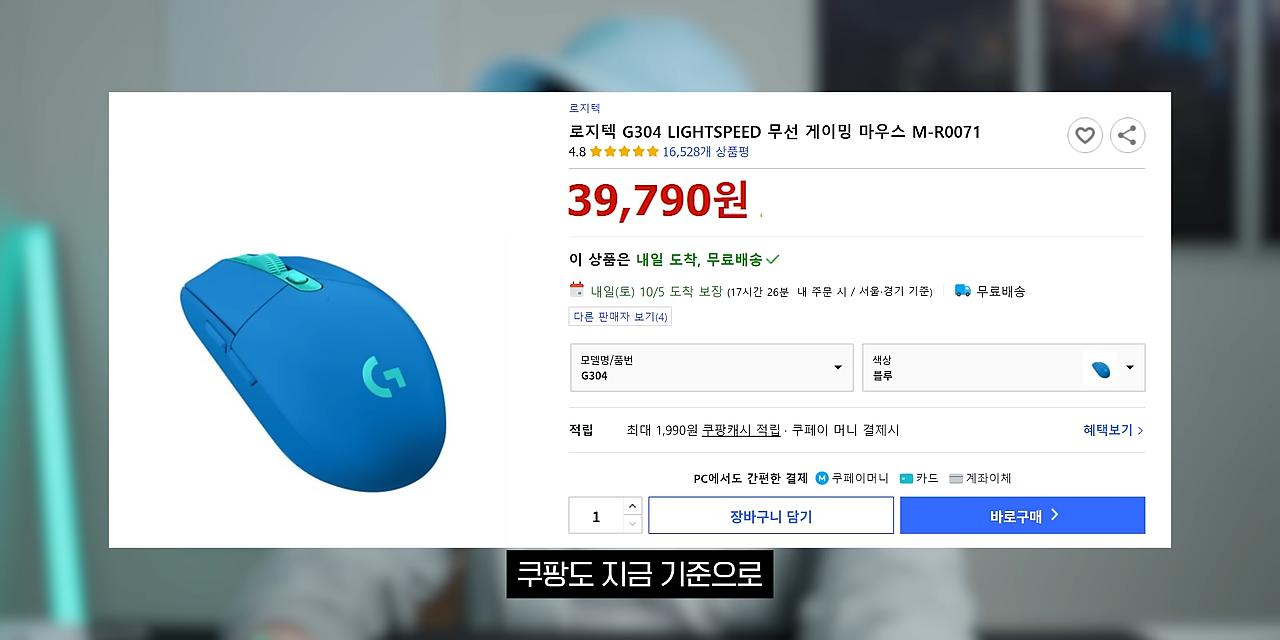 로지텍
로지텍 G304 LIGHTSPEED 무선 게이밍 마우스 M-R0071
4.8 16,528개 상품평
39,790원
이 상품은 내일 도착, 무료배송
내일(토) 10/5 도착 보장 (17시간 26분 내 주문 시 / 서울·경기 기준) 무료배송
다른 판매자 보기(4)
모델명/품번
G304
색상
블루
적립 최대 1,990원 쿠팡캐시 적립 · 쿠페이 머니 결제시 혜택보기
PC에서도 간편한 결제 M 쿠페이머니 카드 계좌이체
1 장바구니 담기 바로구매
쿠팡도 지금 기준으로